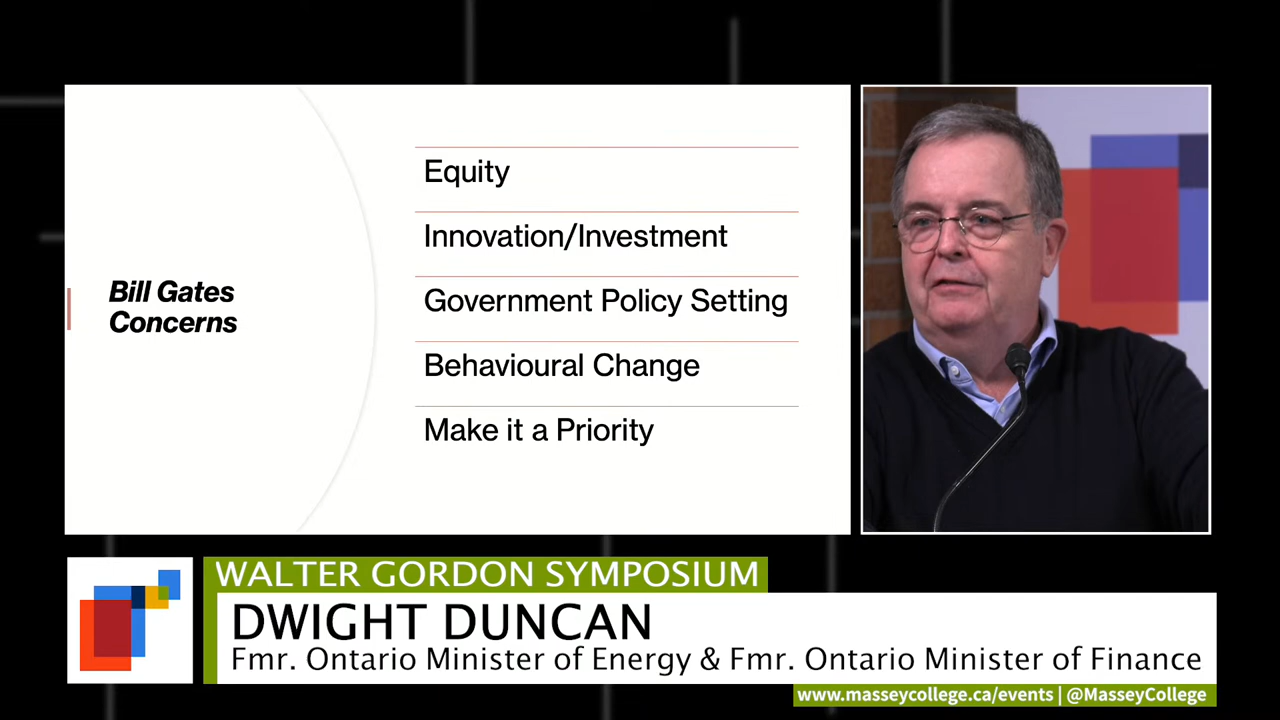 Bill Gates
Concerns
Equity
Innovation/Investment
Government Policy Setting
Behavioural Change
Make it a Priority
WALTER GORDON SYMPOSIUM
DWIGHT DUNCAN
Fmr. Ontario Minister of Energy & Fmr. Ontario Minister of Finance
www.masseycollege.ca/events | @MasseyCollege